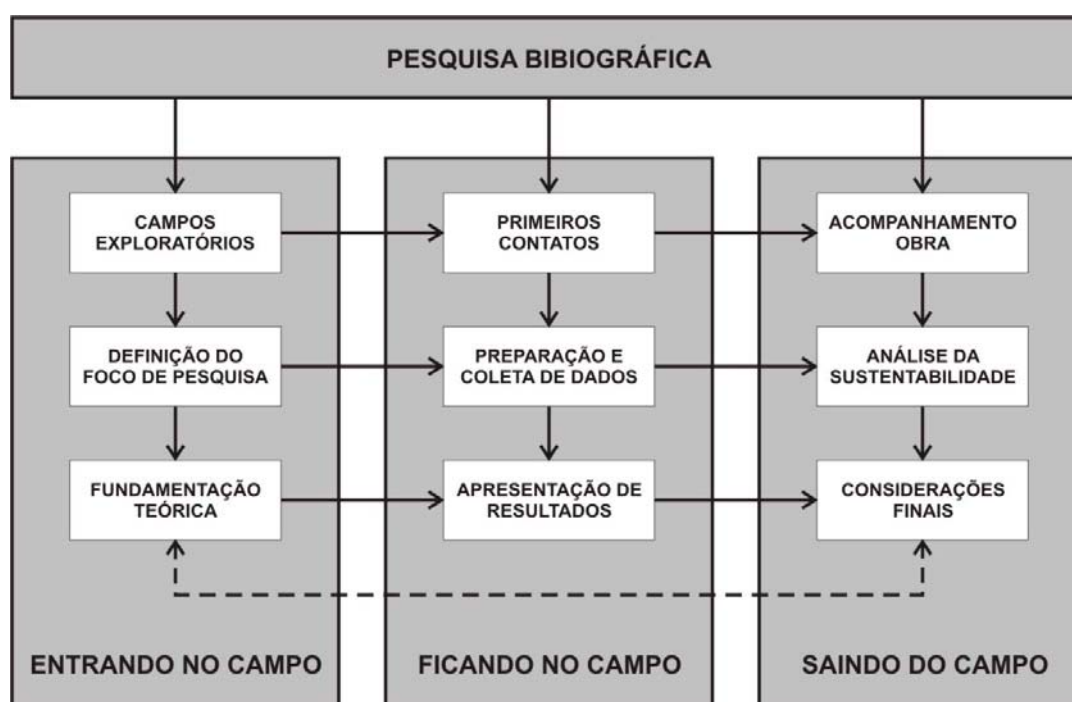 PESQUISA BIBIOGRÁFICA
CAMPOS
EXPLORATÓRIOS
PRIMEIROS
CONTATOS
ACOMPANHAMENTO
OBRA
DEFINIÇÃO DO
FOCO DE PESQUISA
PREPARAÇÃO E
COLETA DE DADOS
ANÁLISE DA
SUSTENTABILIDADE
FUNDAMENTAÇÃO
TEÓRICA
APRESENTAÇÃO DE
RESULTADOS
CONSIDERAÇÕES
FINAIS
ENTRANDO NO CAMPO
FICANDO NO CAMPO
SAINDO DO CAMPO